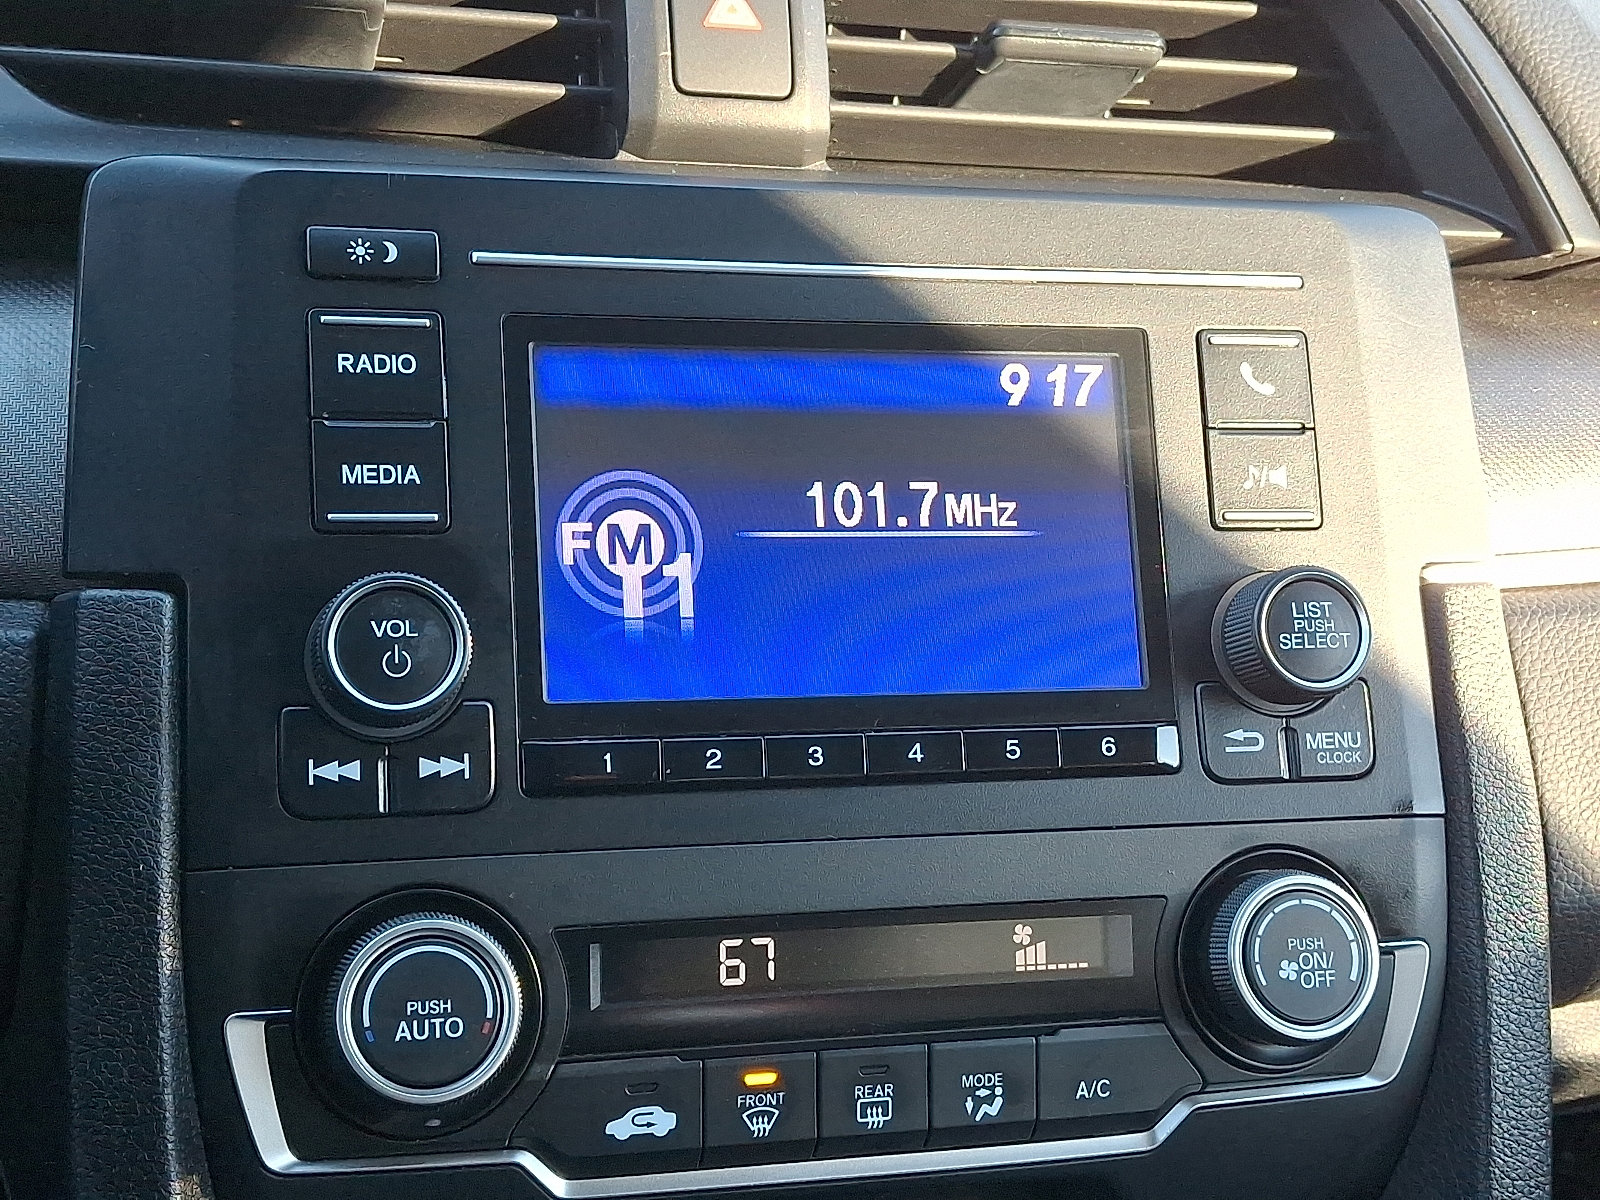 RADIO
MEDIA
9 17
101.7MHz
FM
1
VOL
LIST
PUSH
SELECT
1 2 3 4 5 6
MENU
CLOCK
67
PUSH
AUTO
PUSH
ON/
OFF
FRONT
REAR
MODE
A/C